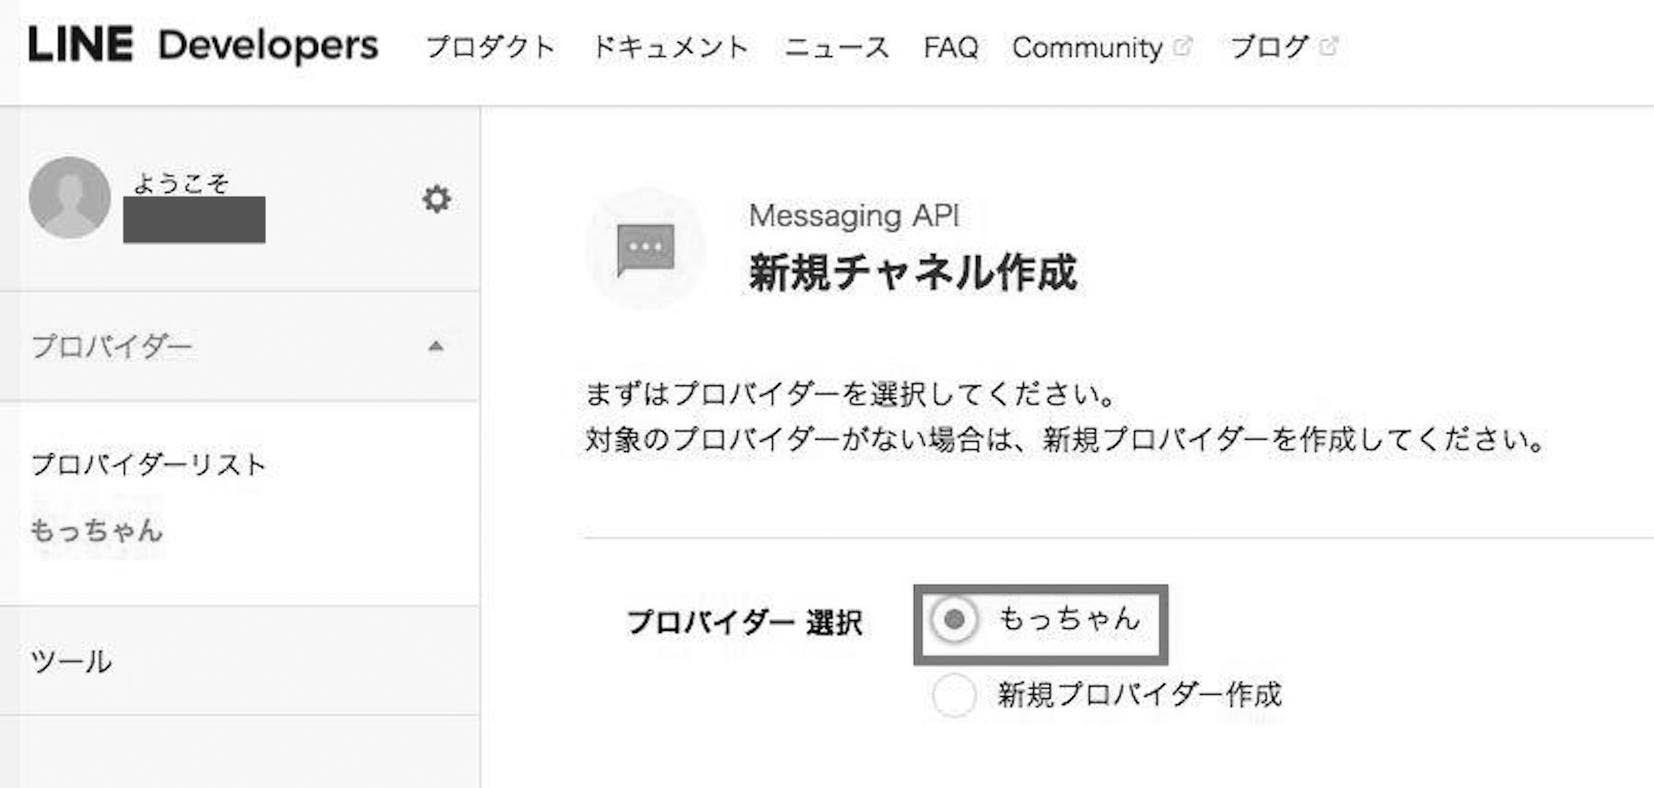 LINE Developers プロダクト ドキュメント ニュース FAQ Community ブログ
ようこそ
プロバイダー
プロバイダーリスト
もっちゃん
ツール
Messaging API
新規チャネル作成
まずはプロバイダーを選択してください。
対象のプロバイダーがない場合は、新規プロバイダーを作成してください。
プロバイダー 選択
もっちゃん
新規プロバイダー作成